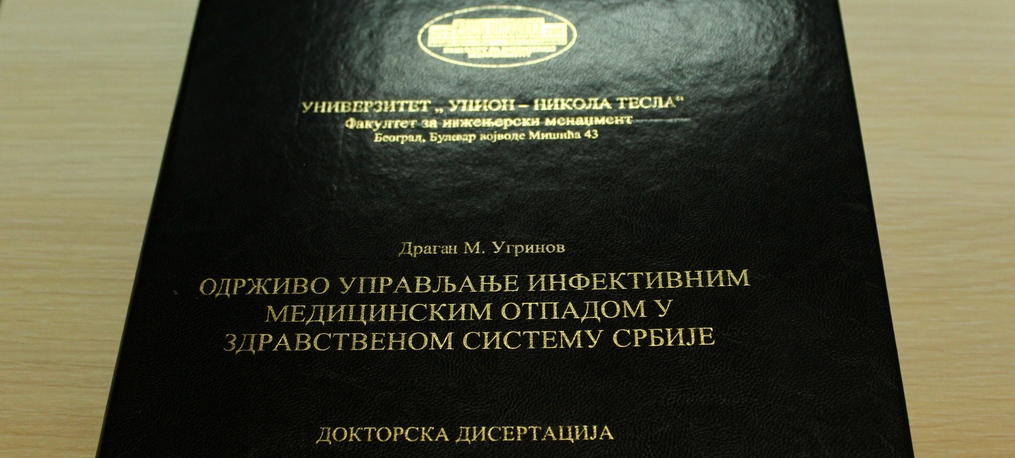 УНИВЕРЗИТЕТ „ УНИОН – НИКОЛА ТЕСЛА“
Факултет за инжењерски менаџмент
Београд, Булевар војводе Мишића 43
Драган М. Угринов
ОДРЖИВО УПРАВЉАЊЕ ИНФЕКТИВНИМ
МЕДИЦИНСКИМ ОТПАДОМ У
ЗДРАВСТВЕНОМ СИСТЕМУ СРБИЈЕ
ДОКТОРСКА ДИСЕРТАЦИЈА